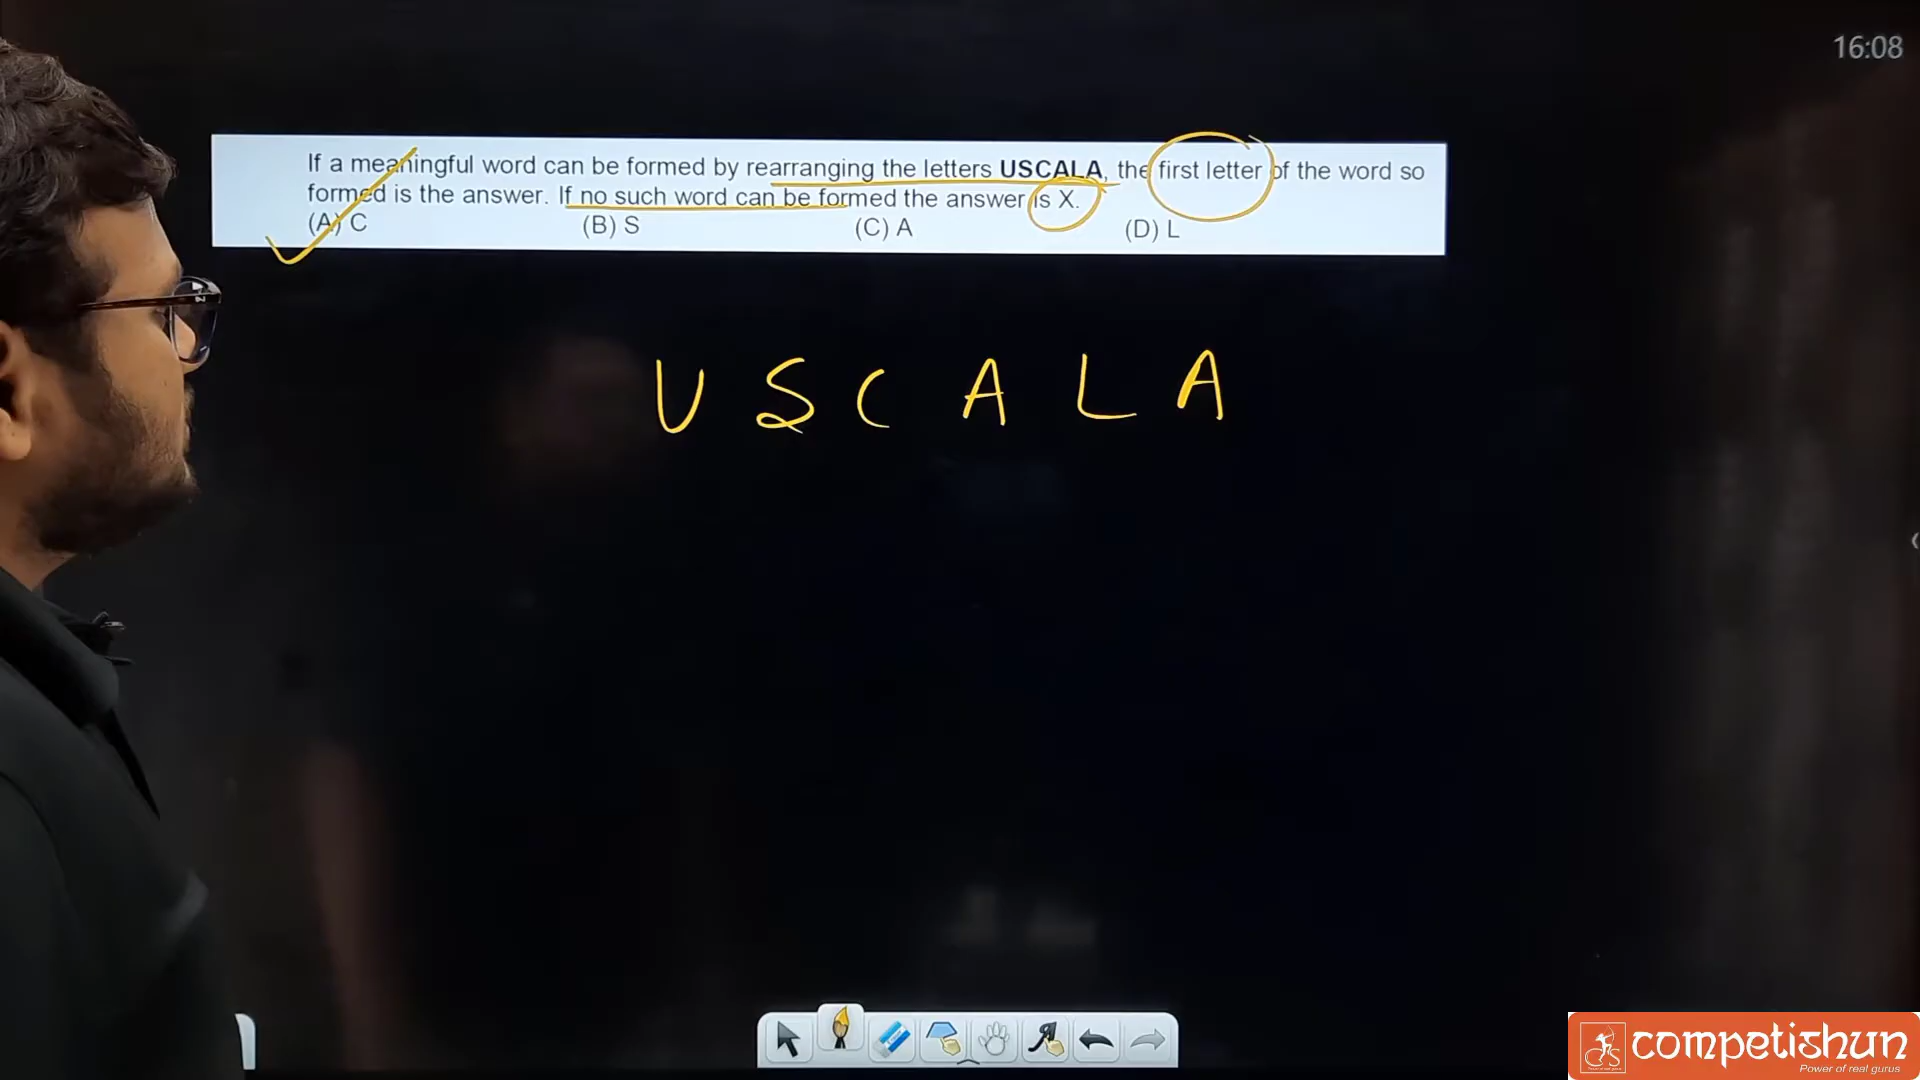 16:08
If a meaningful word can be formed by rearranging the letters USCALA, the first letter of the word so
formed is the answer. If no such word can be formed the answer is X.
(A) C (B) S (C) A (D) L
U S C A L A
competishun
Power of real gurus